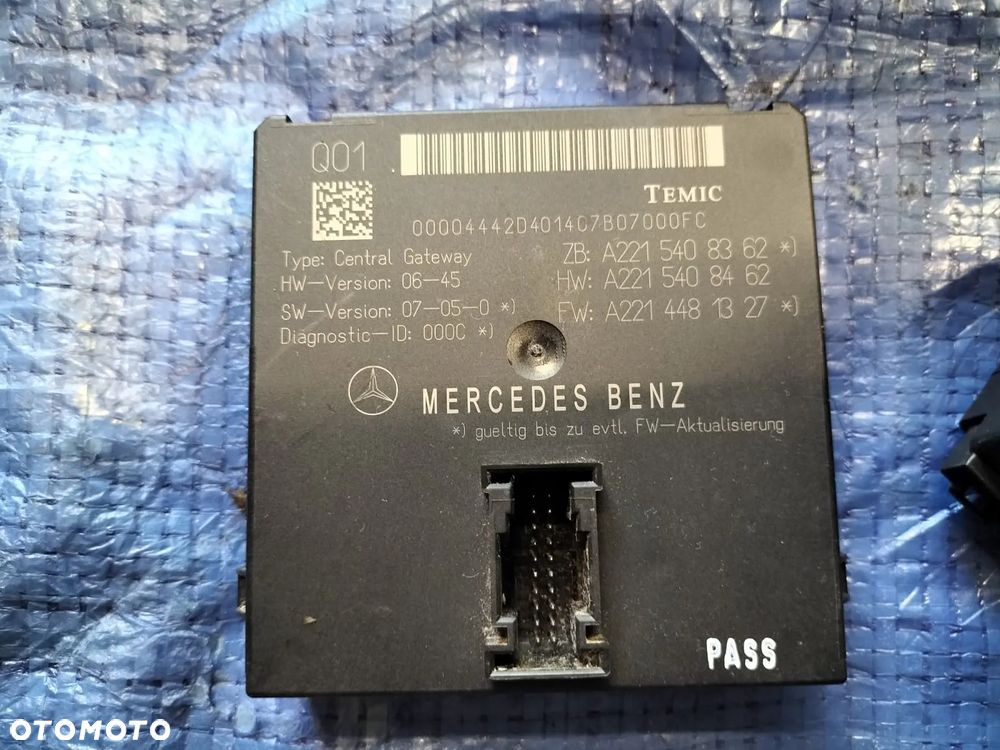 Q01
TEMIC
00004442D4014C7B07000FC
Type: Central Gateway
ZB: A221 540 83 62 *)
HW-Version: 06-45
HW: A221 540 84 62
SW-Version: 07-05-0 *)
FW: A221 448 13 27 *)
Diagnostic-ID: 000C *)
MERCEDES BENZ
*) gueltig bis zu evtl. FW-Aktualisierung
PASS
OTOMOTO